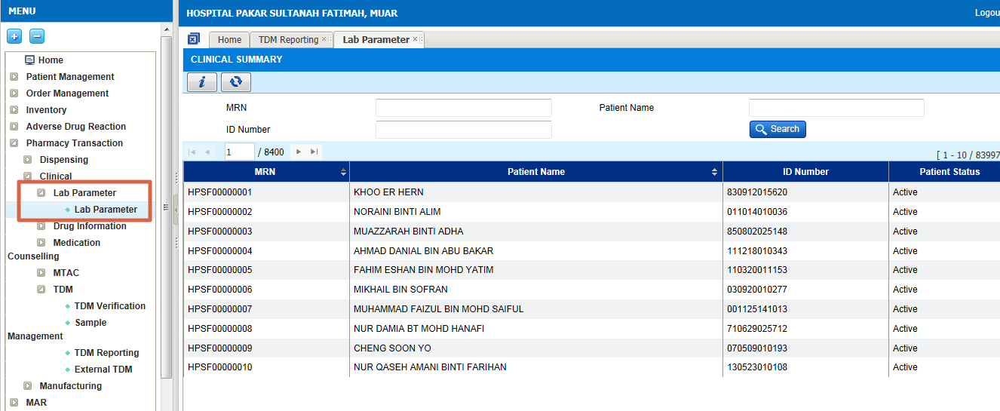 MENU
HOSPITAL PAKAR SULTANAH FATIMAH, MUAR
Logou
Home
TDM Reporting
Lab Parameter
CLINICAL SUMMARY
MRN
Patient Name
ID Number
Search
1 / 8400
[ 1 - 10 / 83997
MRN Patient Name ID Number Patient Status
HPSF00000001 KHOO ER HERN 830912015620 Active
HPSF00000002 NORAINI BINTI ALIM 011014010036 Active
HPSF00000003 MUAZZARAH BINTI ADHA 850802025148 Active
HPSF00000004 AHMAD DANIAL BIN ABU BAKAR 111218010343 Active
HPSF00000005 FAHIM ESHAN BIN MOHD YATIM 110320011153 Active
HPSF00000006 MIKHAIL BIN SOFRAN 030920010277 Active
HPSF00000007 MUHAMMAD FAIZUL BIN MOHD SAIFUL 001125141013 Active
HPSF00000008 NUR DAMIA BT MOHD HANAFI 710629025712 Active
HPSF00000009 CHENG SOON YO 070509010193 Active
HPSF00000010 NUR QASEH AMANI BINTI FARIHAN 130523010108 Active
Home
Patient Management
Order Management
Inventory
Adverse Drug Reaction
Pharmacy Transaction
Dispensing
Clinical
Lab Parameter
Lab Parameter
Drug Information
Medication
Counselling
MTAC
TDM
TDM Verification
Sample
Management
TDM Reporting
External TDM
Manufacturing
MAR